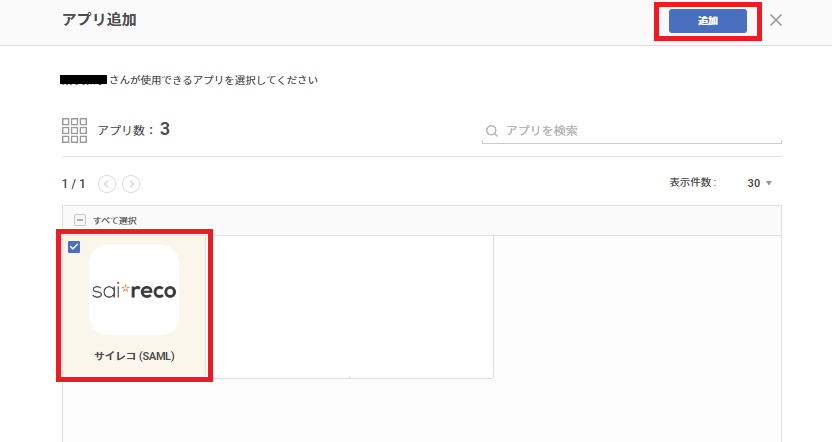 アプリ追加
追加
さんが使用できるアプリを選択してください
アプリ数： 3
アプリを検索
1 / 1
表示件数 :
30
すべて選択
sai reco
サイレコ (SAML)